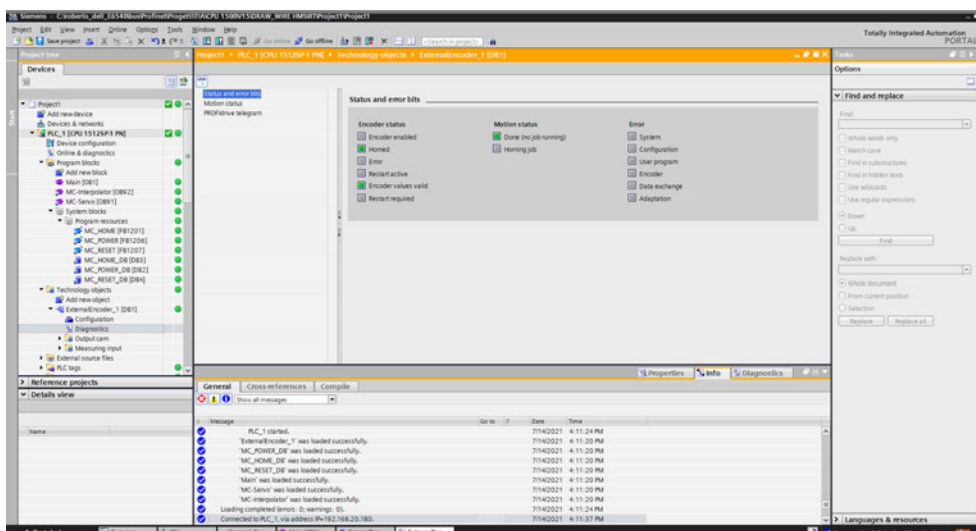 Siemens - C:\roberto_dell_E6540\bus\Profinet\Progetti\TIA\CPU 1500\V15\DRAW_WIRE HMSIRT\Project1\Project1
Project Edit View Insert Online Options Tools Window Help
Totally Integrated Automation
PORTAL
Save project Go online Go offline <Search in project>
Project tree
Project1 ▸ PLC_1 [CPU 1512SP-1 PN] ▸ Technology objects ▸ ExternalEncoder_1 [DB1]
Tasks
Devices
Options
Start
Project1
Add new device
Devices & networks
PLC_1 [CPU 1512SP-1 PN]
Device configuration
Online & diagnostics
Program blocks
Add new block
Main [OB1]
MC-Interpolator [OB92]
MC-Servo [OB91]
System blocks
Program resources
MC_HOME [FB1201]
MC_POWER [FB1206]
MC_RESET [FB1207]
MC_HOME_DB [DB3]
MC_POWER_DB [DB2]
MC_RESET_DB [DB4]
Technology objects
Add new object
ExternalEncoder_1 [DB1]
Configuration
Diagnostics
Output cam
Measuring input
External source files
PLC tags
Reference projects
Details view
Name
Status and error bits
Motion status
PROFIdrive telegram
Status and error bits
Encoder status
Encoder enabled
Homed
Error
Restart active
Encoder values valid
Restart required
Motion status
Done (no job running)
Homing job
Error
System
Configuration
User program
Encoder
Data exchange
Adaptation
Properties Info Diagnostics
General Cross-references Compile
Show all messages
! Message Go to ? Date Time
PLC_1 started. 7/14/2021 4:11:24 PM
'ExternalEncoder_1' was loaded successfully. 7/14/2021 4:11:20 PM
'MC_POWER_DB' was loaded successfully. 7/14/2021 4:11:20 PM
'MC_HOME_DB' was loaded successfully. 7/14/2021 4:11:20 PM
'MC_RESET_DB' was loaded successfully. 7/14/2021 4:11:20 PM
'Main' was loaded successfully. 7/14/2021 4:11:20 PM
'MC-Servo' was loaded successfully. 7/14/2021 4:11:20 PM
'MC-Interpolator' was loaded successfully. 7/14/2021 4:11:20 PM
Loading completed (errors: 0; warnings: 0). 7/14/2021 4:11:24 PM
Connected to PLC_1, via address IP=192.168.20.180. 7/14/2021 4:11:37 PM
Find and replace
Find:
Whole words only
Match case
Find in substructures
Find in hidden texts
Use wildcards
Use regular expressions
Down
Up
Find
Replace with:
Whole document
From current position
Selection
Replace Replace all
Languages & resources